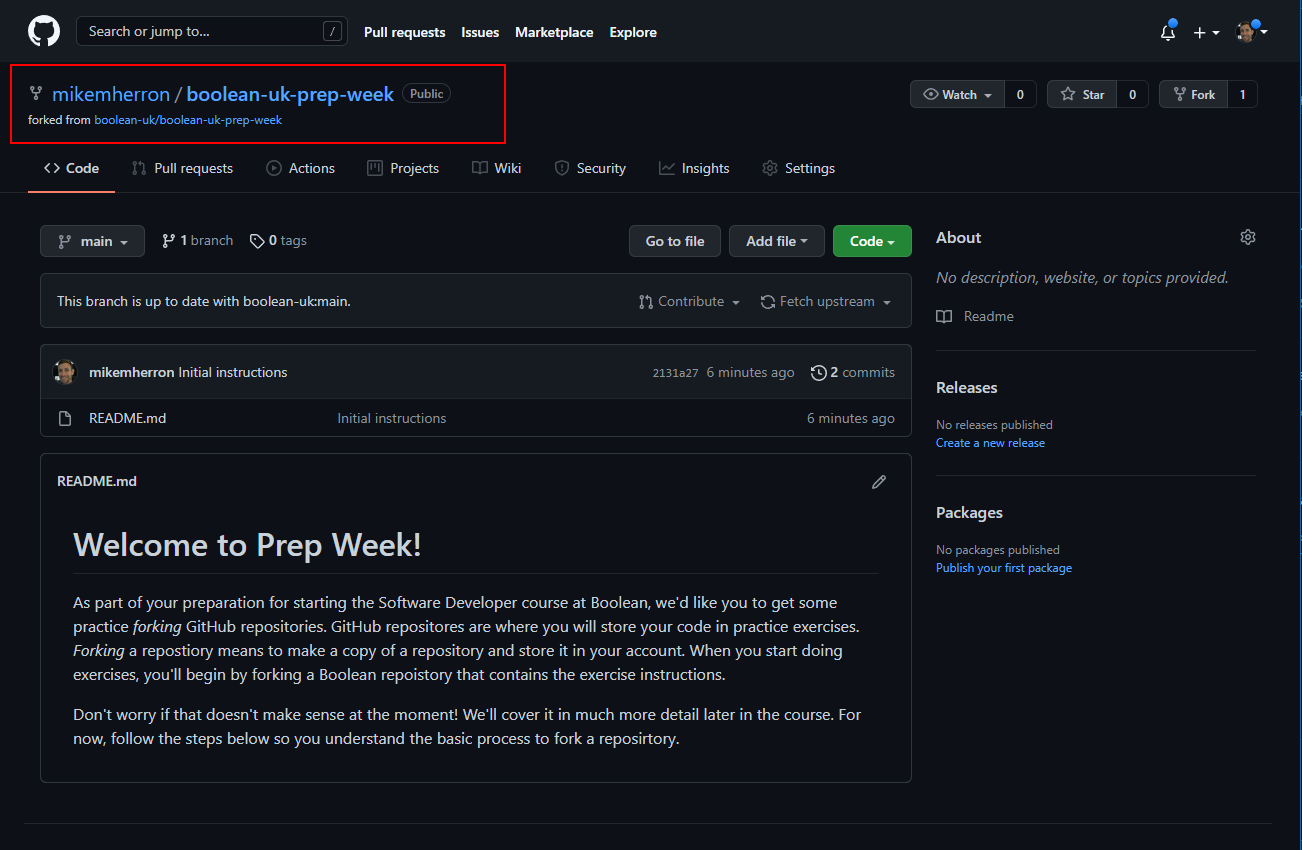 Search or jump to... /
Pull requests Issues Marketplace Explore
mikemherron / boolean-uk-prep-week Public
forked from boolean-uk/boolean-uk-prep-week
Watch 0 Star 0 Fork 1
Code Pull requests Actions Projects Wiki Security Insights Settings
main 1 branch 0 tags
Go to file Add file Code
This branch is up to date with boolean-uk:main.
Contribute Fetch upstream
mikemherron Initial instructions
2131a27 6 minutes ago 2 commits
README.md Initial instructions 6 minutes ago
README.md
Welcome to Prep Week!
As part of your preparation for starting the Software Developer course at Boolean, we'd like you to get some
practice forking GitHub repositories. GitHub repositores are where you will store your code in practice exercises.
Forking a repostiory means to make a copy of a repository and store it in your account. When you start doing
exercises, you'll begin by forking a Boolean repoistory that contains the exercise instructions.
Don't worry if that doesn't make sense at the moment! We'll cover it in much more detail later in the course. For
now, follow the steps below so you understand the basic process to fork a reposirtory.
About
No description, website, or topics provided.
Readme
Releases
No releases published
Create a new release
Packages
No packages published
Publish your first package